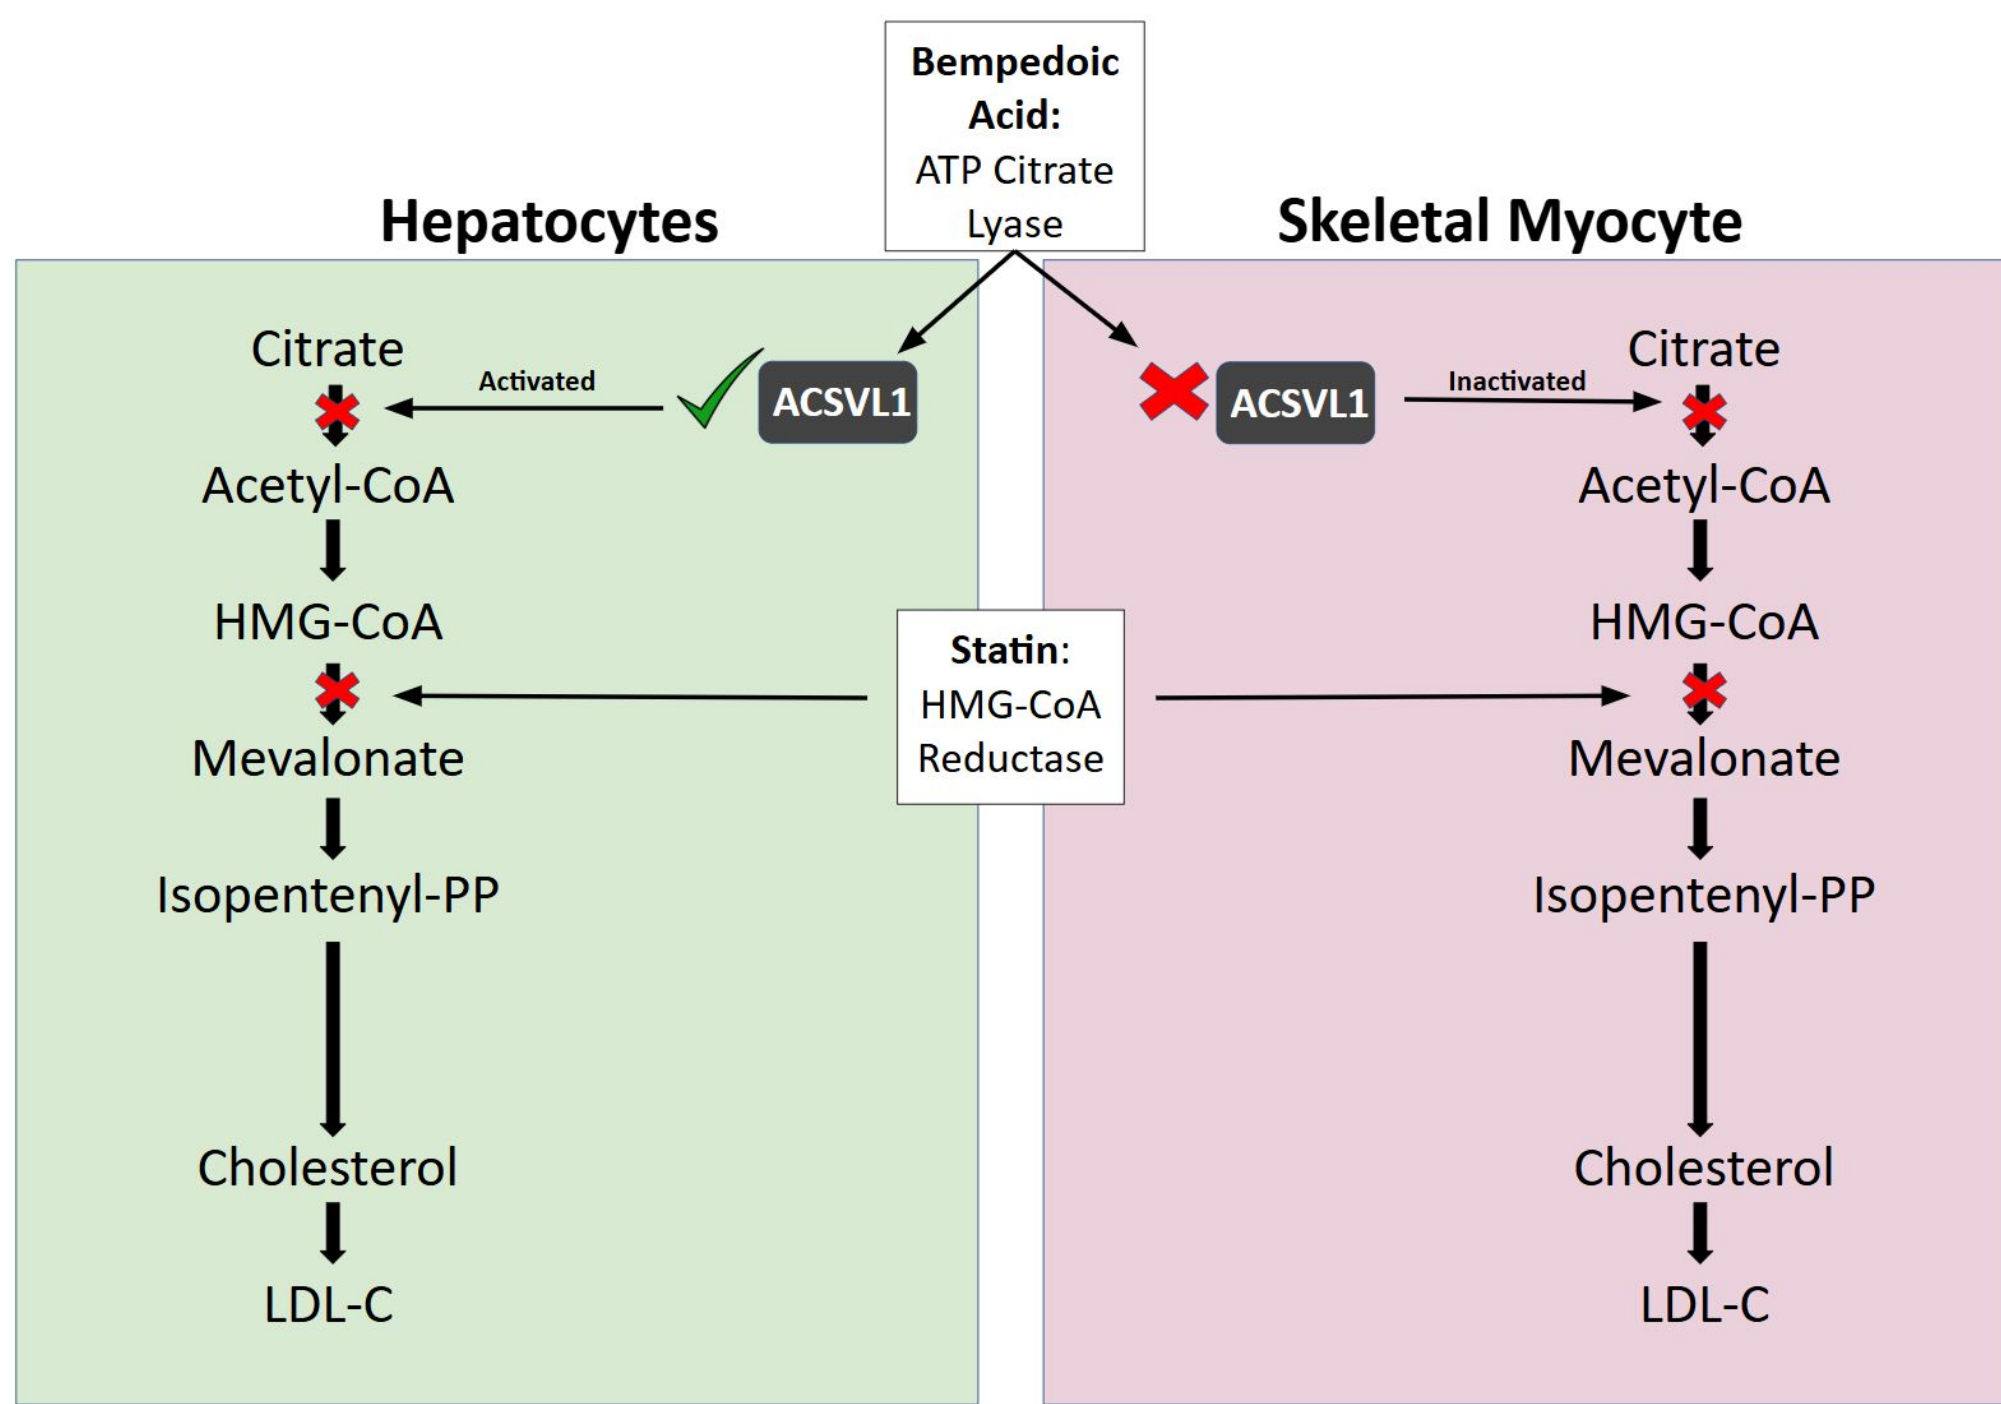 Bempedoic
Acid:
ATP Citrate
Lyase
Hepatocytes
Skeletal Myocyte
Citrate
Activated
ACSVL1
ACSVL1
Inactivated
Citrate
Acetyl-CoA
Acetyl-CoA
HMG-CoA
HMG-CoA
Statin:
HMG-CoA
Reductase
Mevalonate
Mevalonate
Isopentenyl-PP
Isopentenyl-PP
Cholesterol
Cholesterol
LDL-C
LDL-C